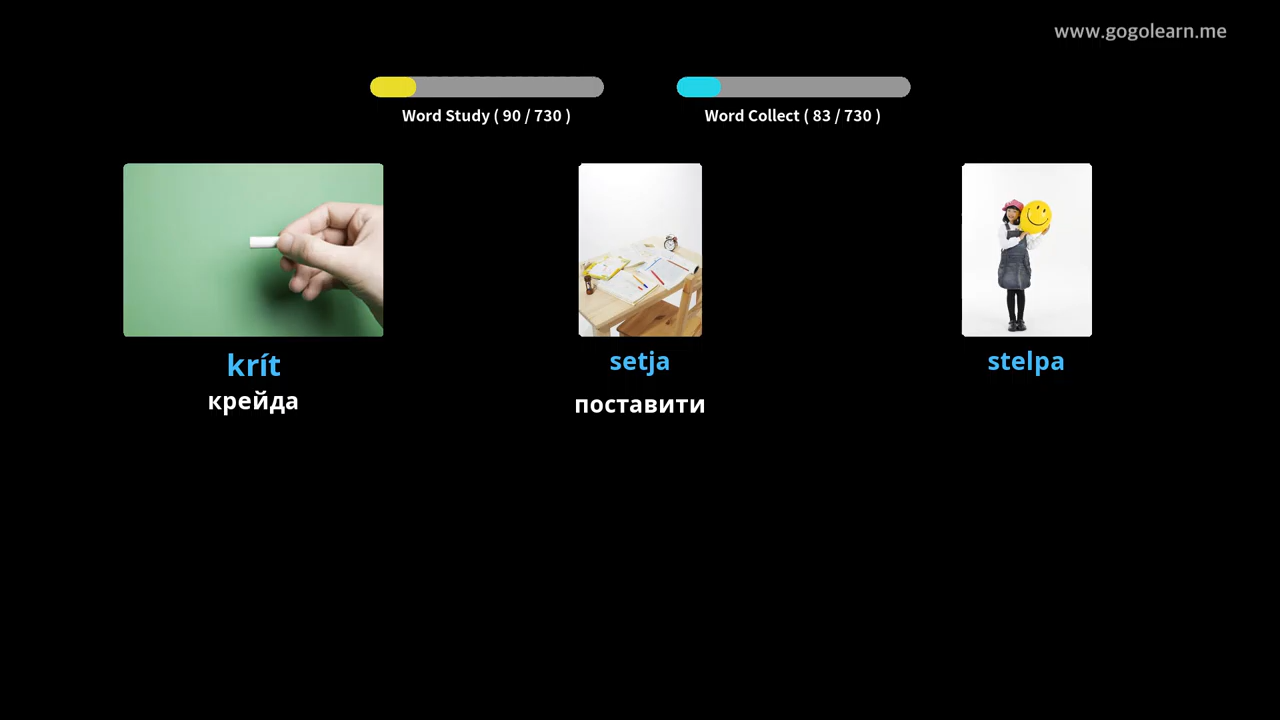 www.gogolearn.me
Word Study ( 90 / 730 )
Word Collect ( 83 / 730 )
krít
крейда
setja
поставити
stelpa